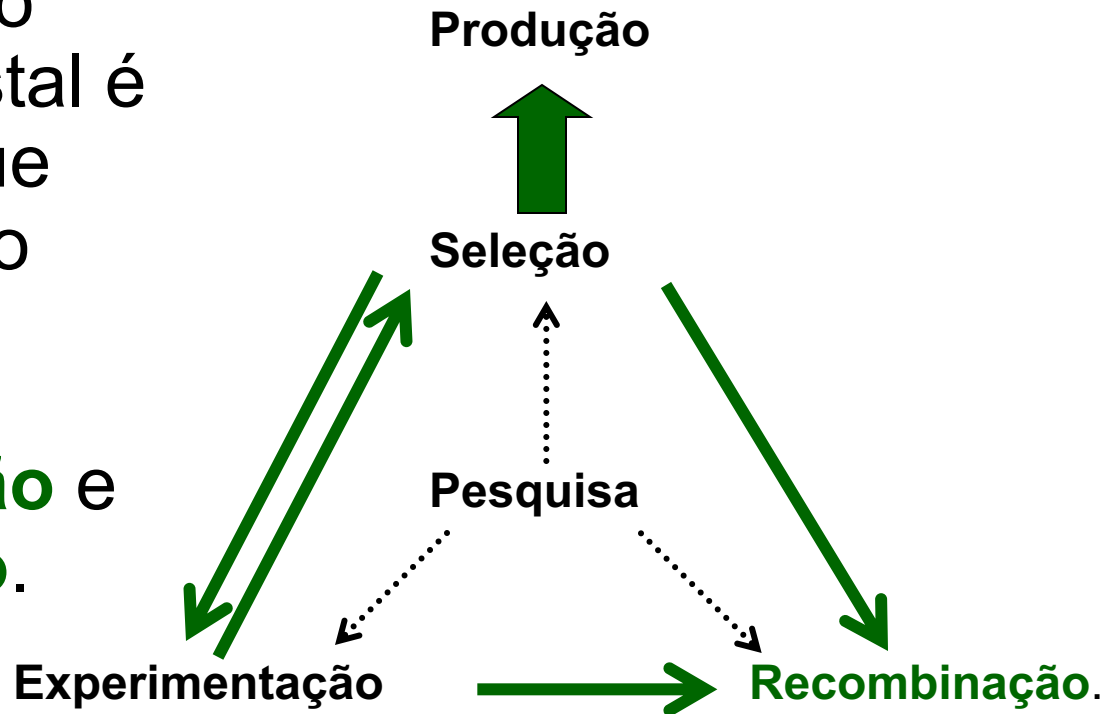 Produção
é
Seleção
e
Pesquisa
Experimentação
Recombinação.